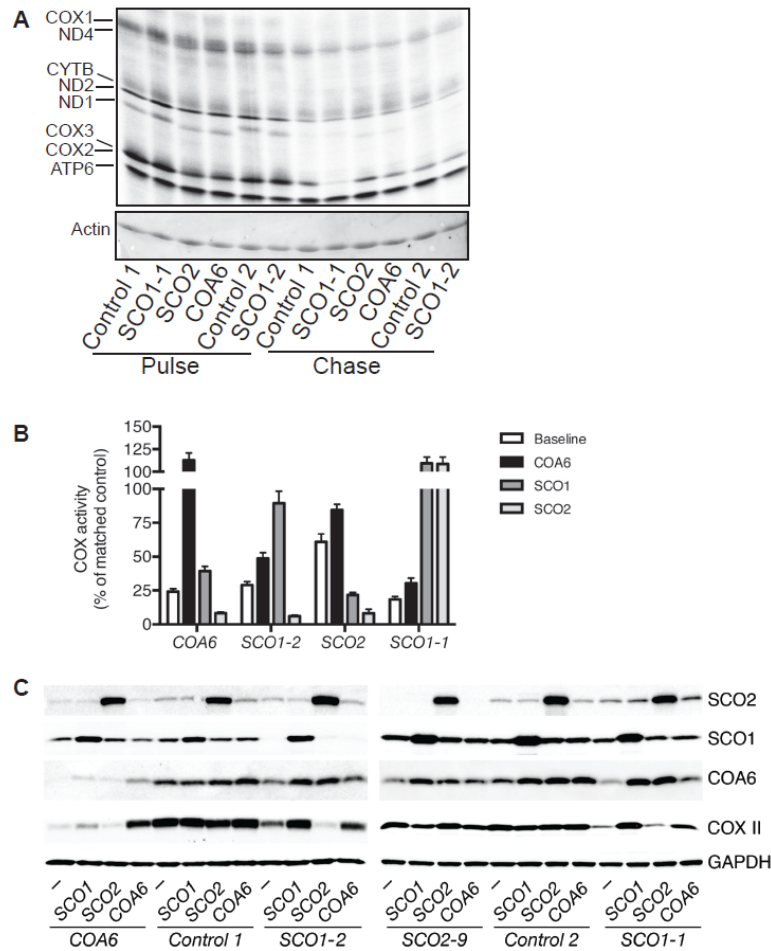 A
COX1
ND4
CYTB
ND2
ND1
COX3
COX2
ATP6
Actin
Control 1 SCO1-1 SCO2 COA6 Control 2 SCO1-2 Control 1 SCO1-1 SCO2 COA6 Control 2 SCO1-2
Pulse Chase
B
COX activity
(% of matched control)
150
125
100
100
75
50
25
0
COA6 SCO1-2 SCO2 SCO1-1
Baseline
COA6
SCO1
SCO2
C
SCO2
SCO1
COA6
COX II
GAPDH
– SCO1 SCO2 COA6 – SCO1 SCO2 COA6 – SCO1 SCO2 COA6 – SCO1 SCO2 COA6 – SCO1 SCO2 COA6 – SCO1 SCO2 COA6
COA6 Control 1 SCO1-2 SCO2-9 Control 2 SCO1-1